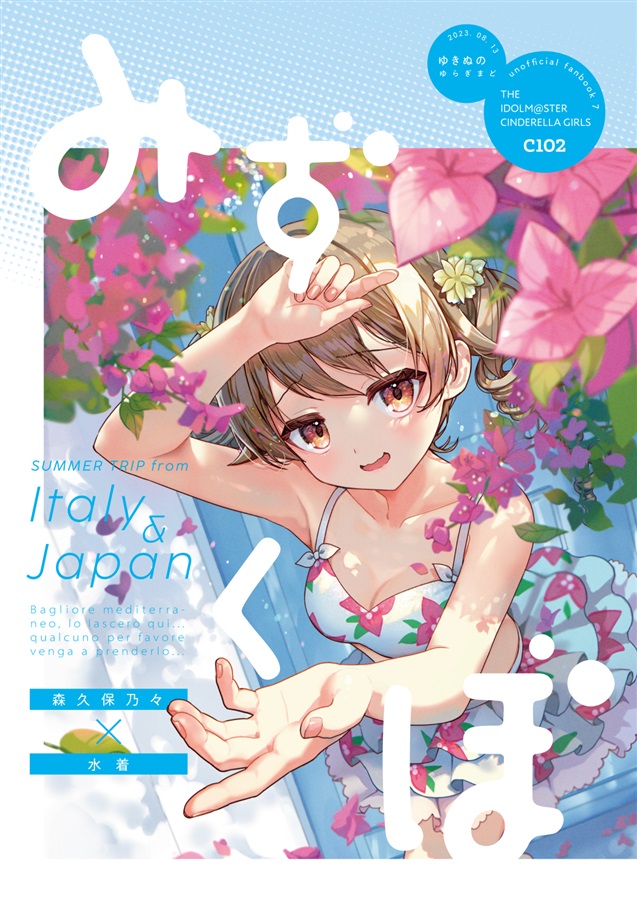 2023. 08. 13
ゆきぬの
ゆらぎまど
unofficial fanbook 7
THE
IDOLM@STER
CINDERELLA GIRLS
C102
みずくぼ
SUMMER TRIP from
Italy
&
Japan
Bagliore mediterra-
neo, lo lascerò qui...
qualcuno per favore
venga a prenderlo...
森久保乃々
×
水着